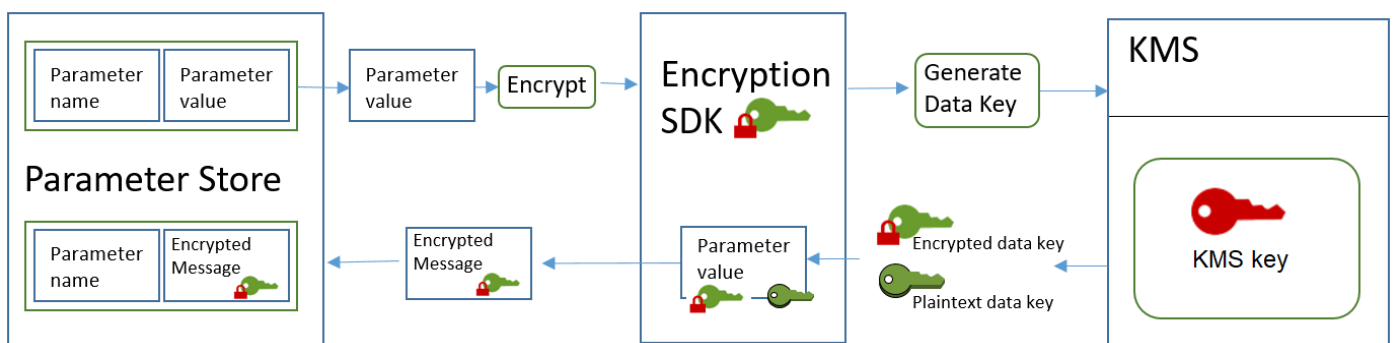 Parameter
name
Parameter
value
Parameter
value
Encrypt
Encryption
SDK
Generate
Data Key
KMS
Parameter Store
KMS key
Encrypted data key
Plaintext data key
Parameter
value
Encrypted
Message
Parameter
name
Encrypted
Message